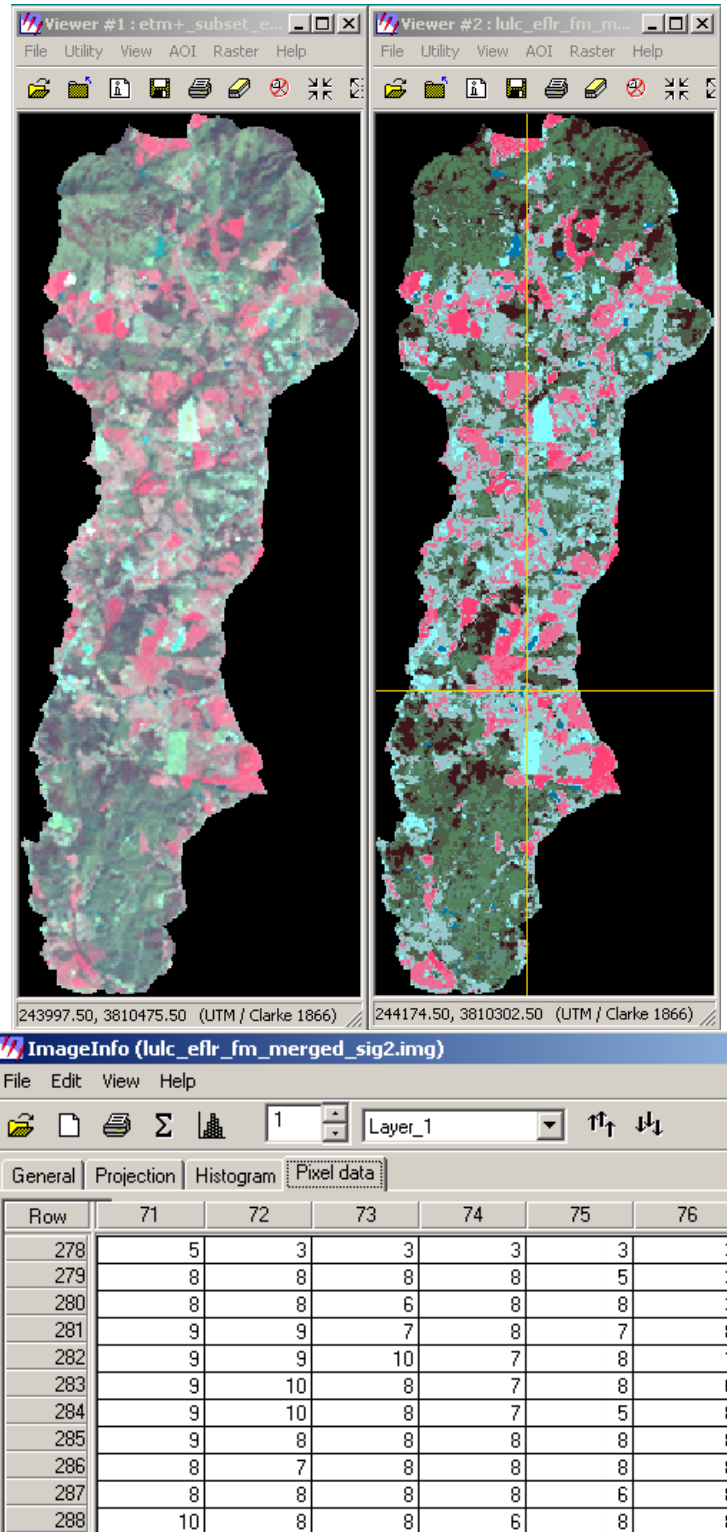 Viewer #1 : etm+_subset_e...
File Utility View AOI Raster Help
243997.50, 3810475.50 (UTM / Clarke 1866)
Viewer #2 : lulc_eflr_fm_m...
File Utility View AOI Raster Help
244174.50, 3810302.50 (UTM / Clarke 1866)
ImageInfo (lulc_eflr_fm_merged_sig2.img)
File Edit View Help
1 Layer_1
General Projection Histogram Pixel data
Row 71 72 73 74 75 76
278 5 3 3 3 3
279 8 8 8 8 5
280 8 8 6 8 8
281 9 9 7 8 7
282 9 9 10 7 8
283 9 10 8 7 8
284 9 10 8 7 5
285 9 8 8 8 8
286 8 7 8 8 8
287 8 8 8 8 6
288 10 8 8 6 8